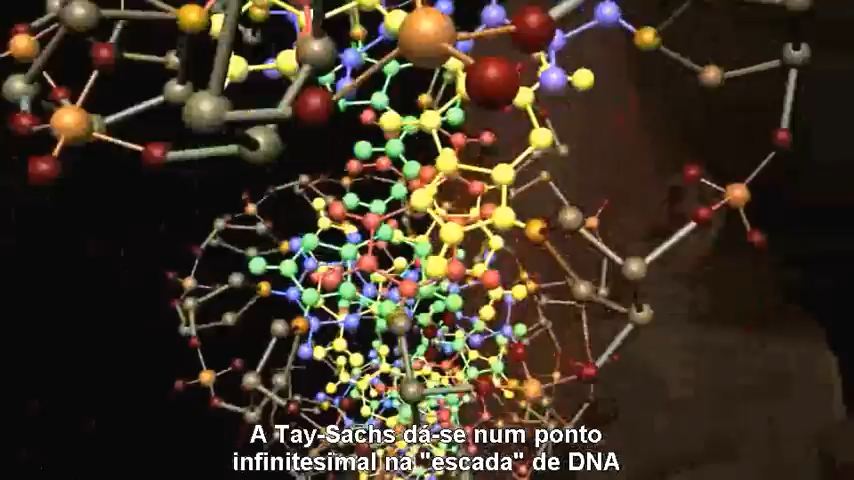 A Tay-Sachs dá-se num ponto
infinitesimal na "escada" de DNA